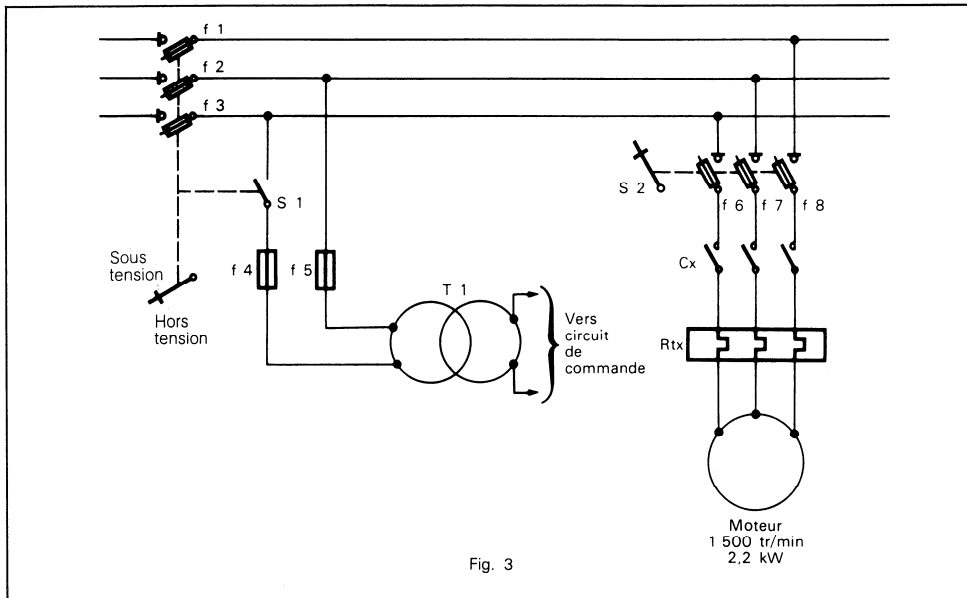 f 1
f 2
f 3
S 1
S 2
f 6
f 7
f 8
Sous
tension
f 4
f 5
Cx
T 1
Hors
tension
Vers
circuit
de
commande
Rtx
Moteur
1 500 tr/min
2,2 kW
Fig. 3